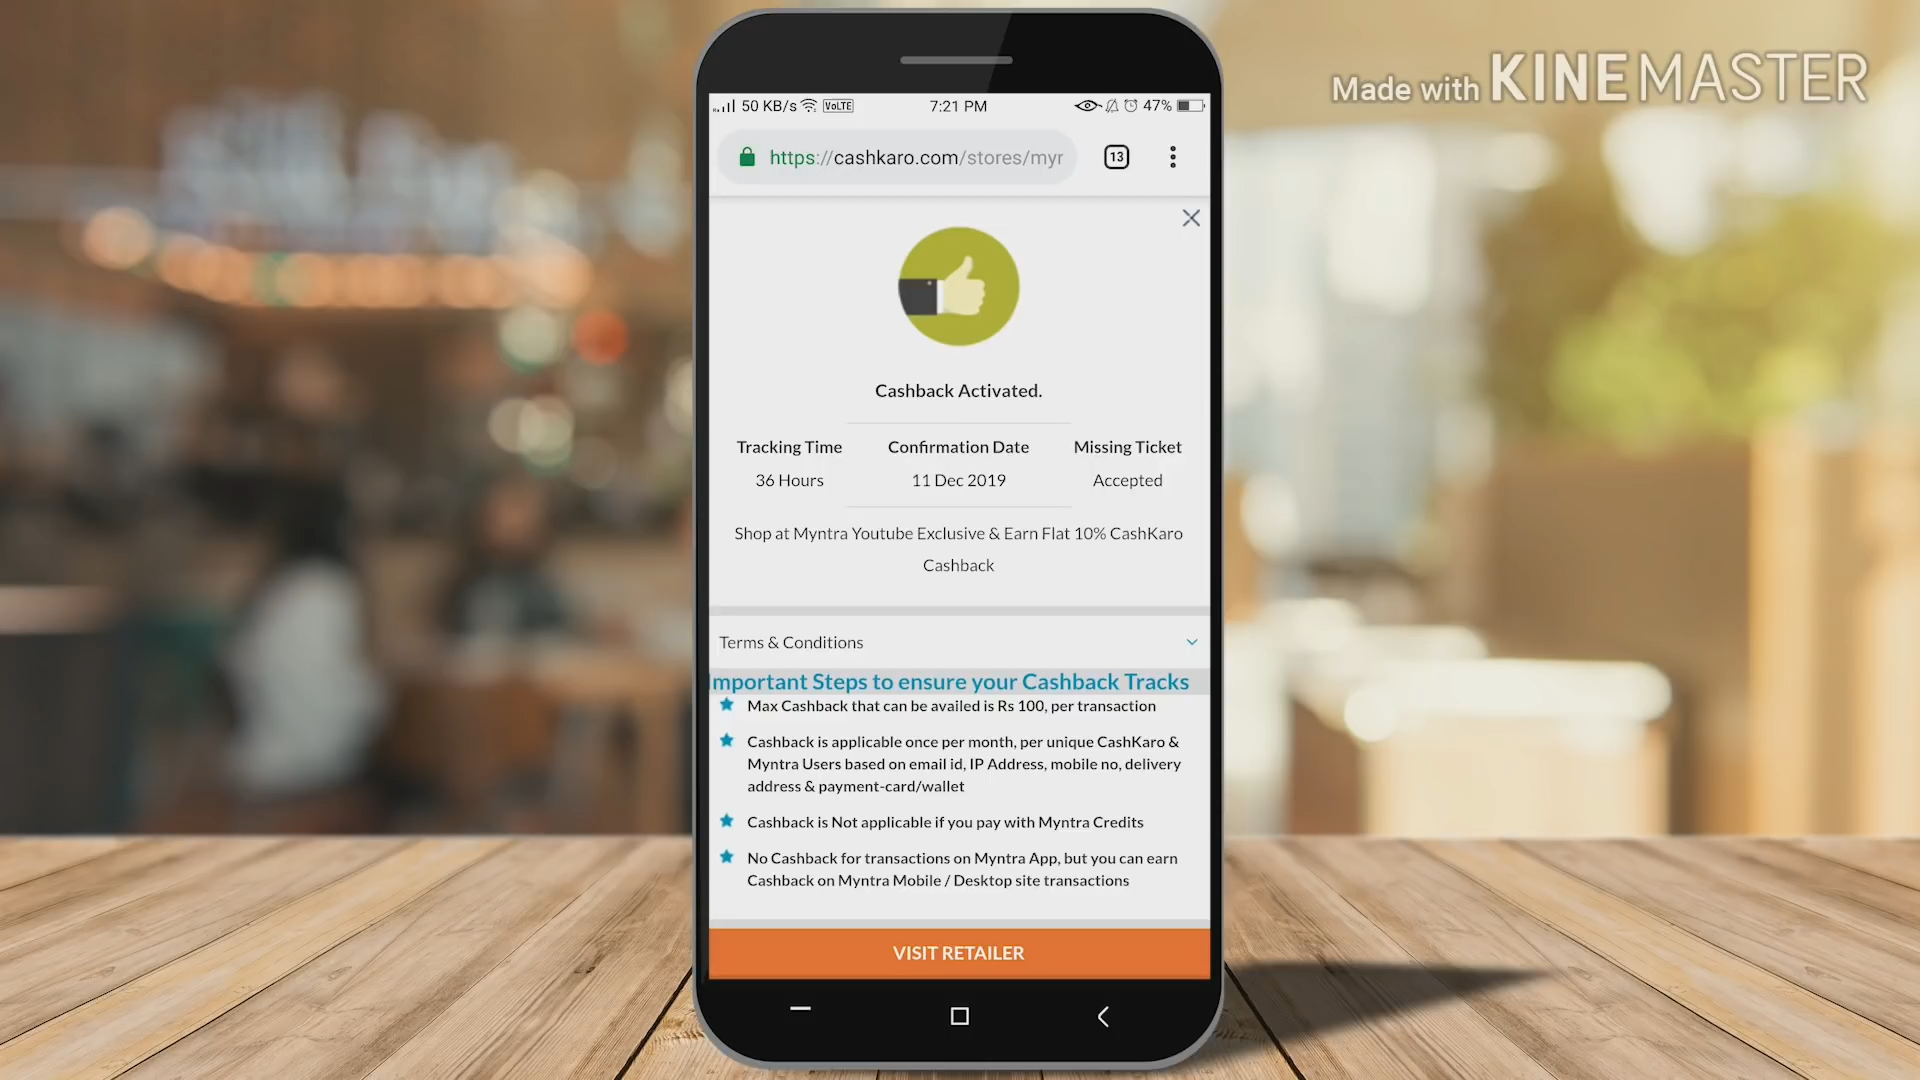 Made with KINEMASTER
50 KB/s VoLTE 7:21 PM 47%
https://cashkaro.com/stores/myr 13
Cashback Activated.
Tracking Time Confirmation Date Missing Ticket
36 Hours 11 Dec 2019 Accepted
Shop at Myntra Youtube Exclusive & Earn Flat 10% CashKaro
Cashback
Terms & Conditions
mportant Steps to ensure your Cashback Tracks
Max Cashback that can be availed is Rs 100, per transaction
Cashback is applicable once per month, per unique CashKaro &
Myntra Users based on email id, IP Address, mobile no, delivery
address & payment-card/wallet
Cashback is Not applicable if you pay with Myntra Credits
No Cashback for transactions on Myntra App, but you can earn
Cashback on Myntra Mobile / Desktop site transactions
VISIT RETAILER